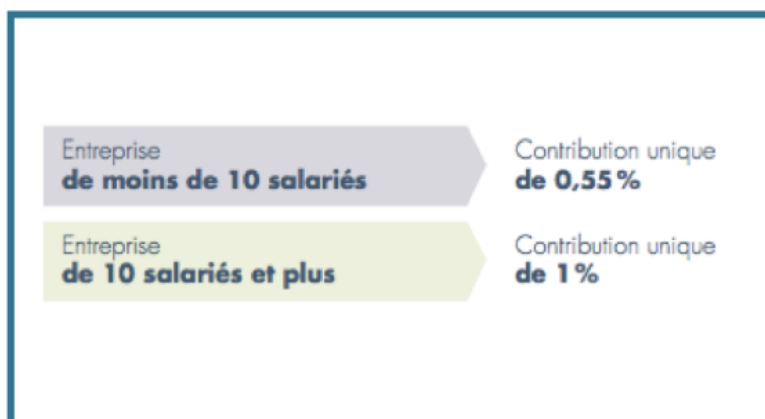 Entreprise
de moins de 10 salariés
Contribution unique
de 0,55 %
Entreprise
de 10 salariés et plus
Contribution unique
de 1 %